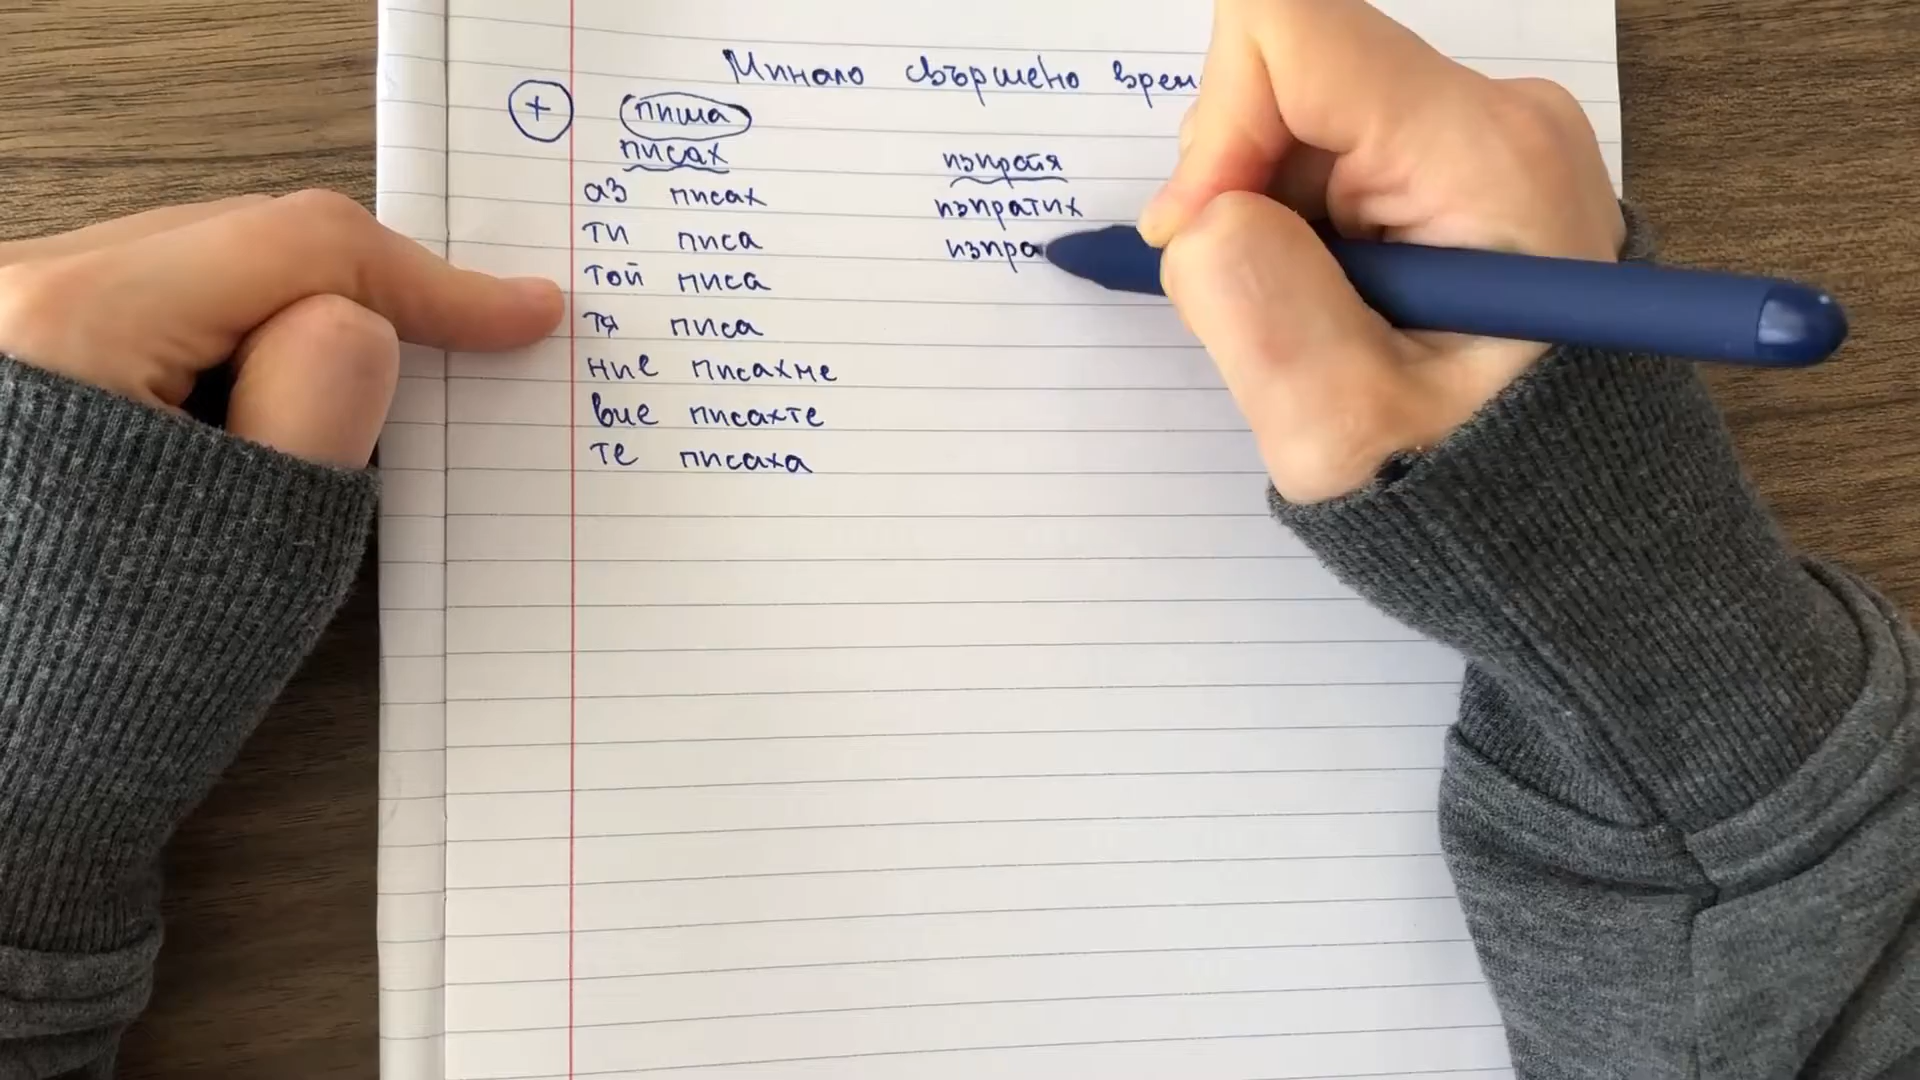 Минало свършено врем
+ пиша
писах изпратя
аз писах изпратих
ти писа изпра
той писа
тя писа
ние писахме
вие писахте
те писаха